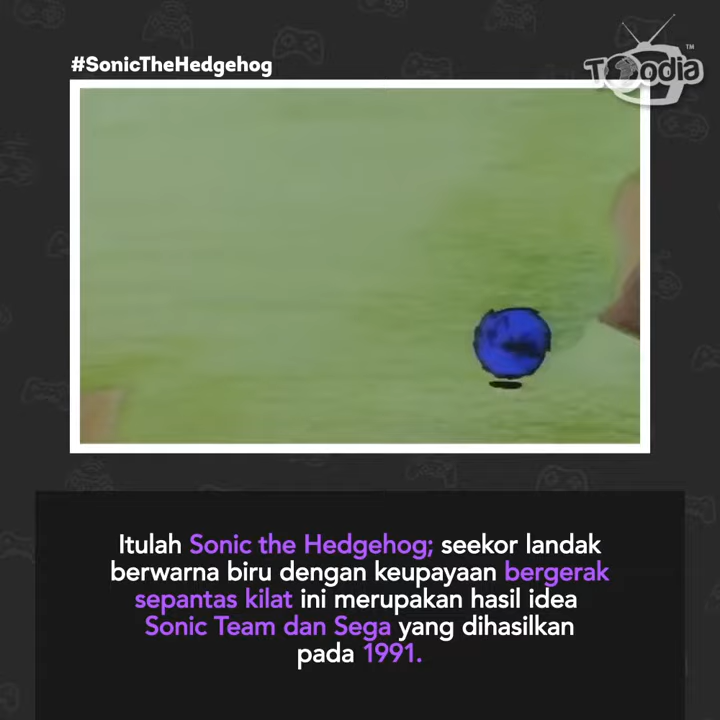 #SonicTheHedgehog
Toodia™
Itulah Sonic the Hedgehog; seekor landak
berwarna biru dengan keupayaan bergerak
sepantas kilat ini merupakan hasil idea
Sonic Team dan Sega yang dihasilkan
pada 1991.